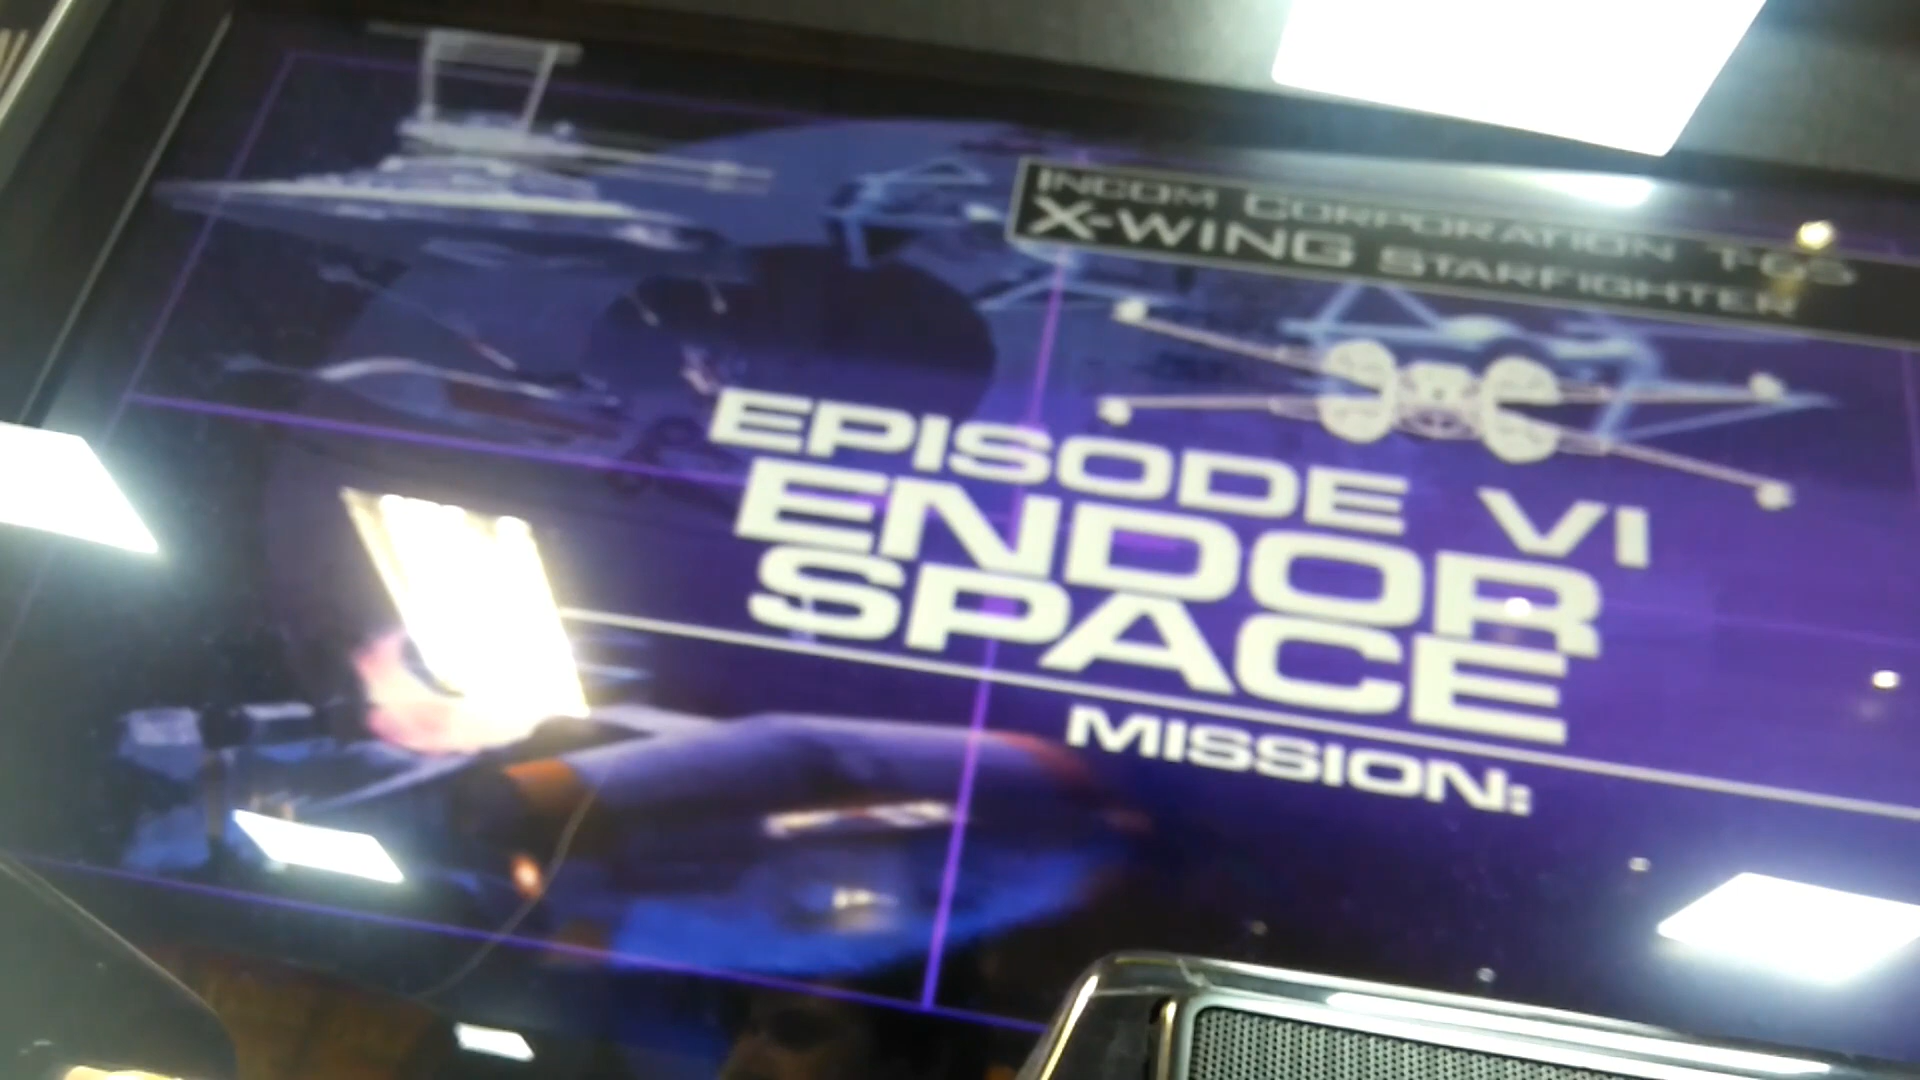 INCOM CORPORATION T-65
X-WING STARFIGHTER
EPISODE VI
ENDOR
SPACE
MISSION: